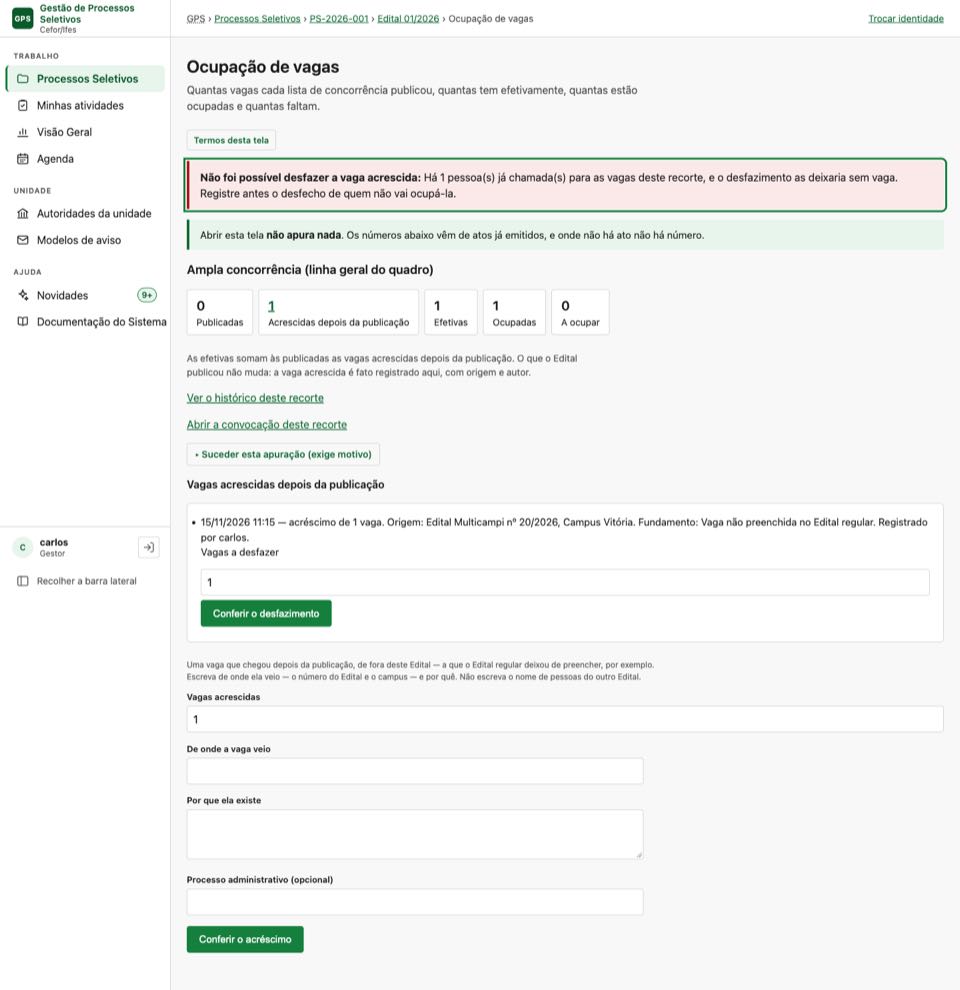 GPS
Gestão de Processos
Seletivos
Cefor/Ifes
GPS › Processos Seletivos › PS-2026-001 › Edital 01/2026 › Ocupação de vagas
Trocar identidade
TRABALHO
Processos Seletivos
Minhas atividades
Visão Geral
Agenda
UNIDADE
Autoridades da unidade
Modelos de aviso
AJUDA
Novidades
9+
Documentação do Sistema
C
carlos
Gestor
Recolher a barra lateral
Ocupação de vagas
Quantas vagas cada lista de concorrência publicou, quantas tem efetivamente, quantas estão
ocupadas e quantas faltam.
Termos desta tela
Não foi possível desfazer a vaga acrescida: Há 1 pessoa(s) já chamada(s) para as vagas deste recorte, e o desfazimento as deixaria sem vaga.
Registre antes o desfecho de quem não vai ocupá-la.
Abrir esta tela não apura nada. Os números abaixo vêm de atos já emitidos, e onde não há ato não há número.
Ampla concorrência (linha geral do quadro)
0
Publicadas
1
Acrescidas depois da publicação
1
Efetivas
1
Ocupadas
0
A ocupar
As efetivas somam às publicadas as vagas acrescidas depois da publicação. O que o Edital
publicou não muda: a vaga acrescida é fato registrado aqui, com origem e autor.
Ver o histórico deste recorte
Abrir a convocação deste recorte
Suceder esta apuração (exige motivo)
Vagas acrescidas depois da publicação
• 15/11/2026 11:15 — acréscimo de 1 vaga. Origem: Edital Multicampi nº 20/2026, Campus Vitória. Fundamento: Vaga não preenchida no Edital regular. Registrado
por carlos.
Vagas a desfazer
1
Conferir o desfazimento
Uma vaga que chegou depois da publicação, de fora deste Edital — a que o Edital regular deixou de preencher, por exemplo.
Escreva de onde ela veio — o número do Edital e o campus — e por quê. Não escreva o nome de pessoas do outro Edital.
Vagas acrescidas
1
De onde a vaga veio
Por que ela existe
Processo administrativo (opcional)
Conferir o acréscimo